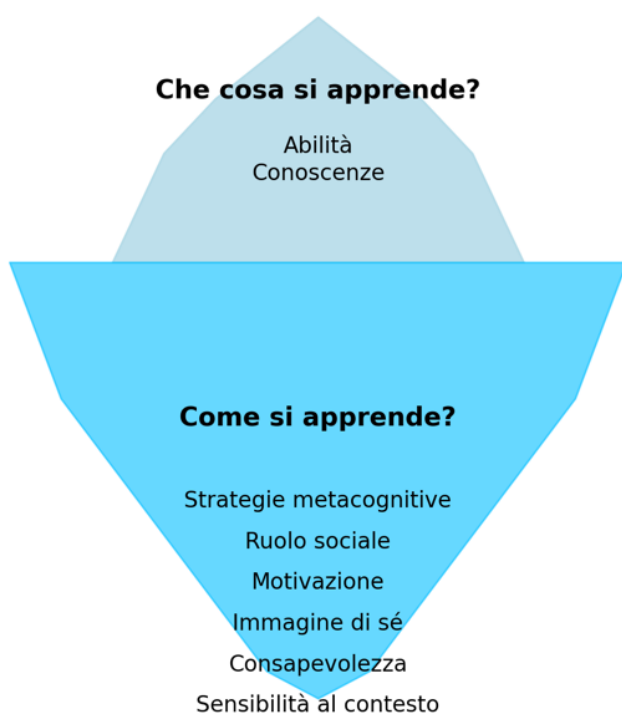 Che cosa si apprende?
Abilità
Conoscenze
Come si apprende?
Strategie metacognitive
Ruolo sociale
Motivazione
Immagine di sé
Consapevolezza
Sensibilità al contesto